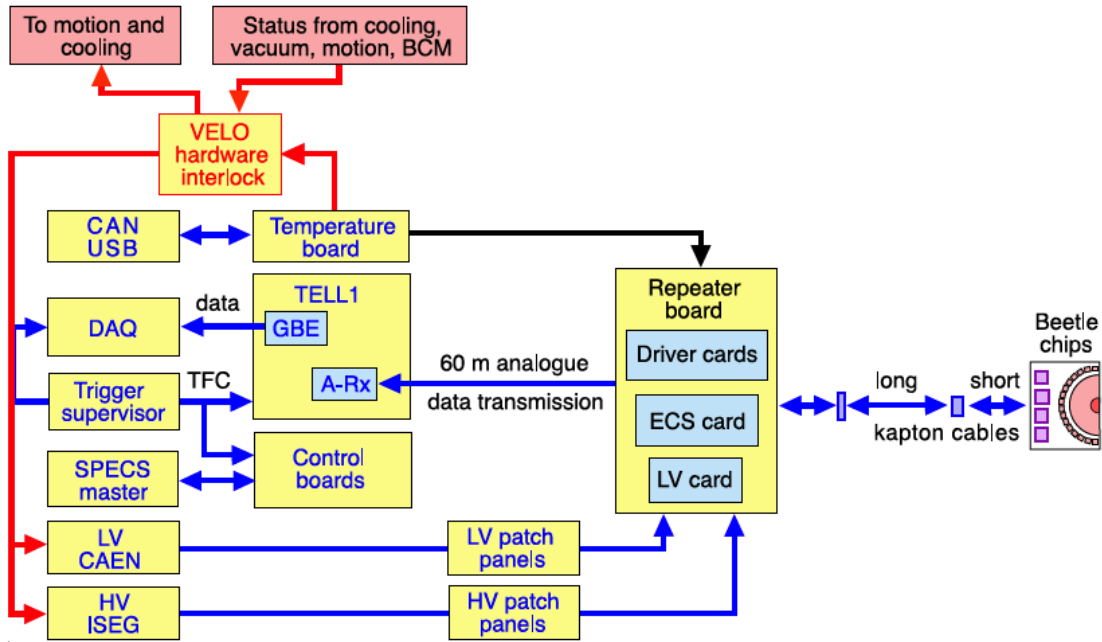 To motion and
cooling
Status from cooling,
vacuum, motion, BCM
VELO
hardware
interlock
CAN
USB
Temperature
board
DAQ
data
TELL1
GBE
A-Rx
Trigger
supervisor
TFC
SPECS
master
Control
boards
60 m analogue
data transmission
Repeater
board
Driver cards
ECS card
LV card
long
short
kapton cables
Beetle
chips
LV
CAEN
LV patch
panels
HV
ISEG
HV patch
panels